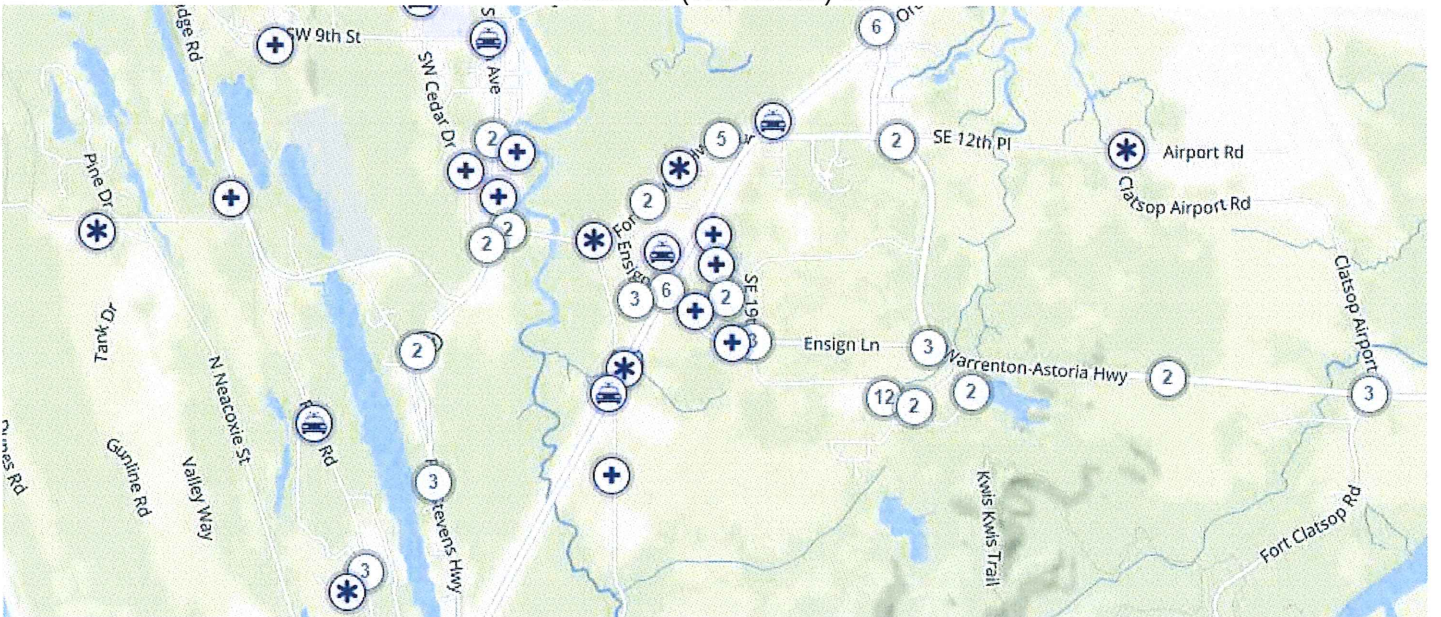 6
SW 9th St
SW Cedar Dr
Ave
2
5
2
SE 12th Pl
Airport Rd
Clatsop Airport Rd
Pine Dr
2
2
2
Ensign
3
6
2
3
Ensign Ln
3
Warrenton-Astoria Hwy
2
Clatsop Airport
3
Tank Dr
2
12
2
2
N Neacoxie St
Rd
Gunline Rd
Valley Way
3
Stevens Hwy
Kwis Kwis Trail
Fort Clatsop Rd
3